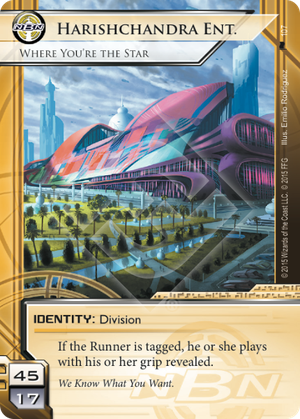 NBN
HARISHCHANDRA ENT.
WHERE YOU'RE THE STAR
107
Illus. Emilio Rodríguez
© 2015 Wizards of the Coast LLC. © 2015 FFG
IDENTITY: Division
If the Runner is tagged, he or she plays
with his or her grip revealed.
We Know What You Want.
45
17
NBN